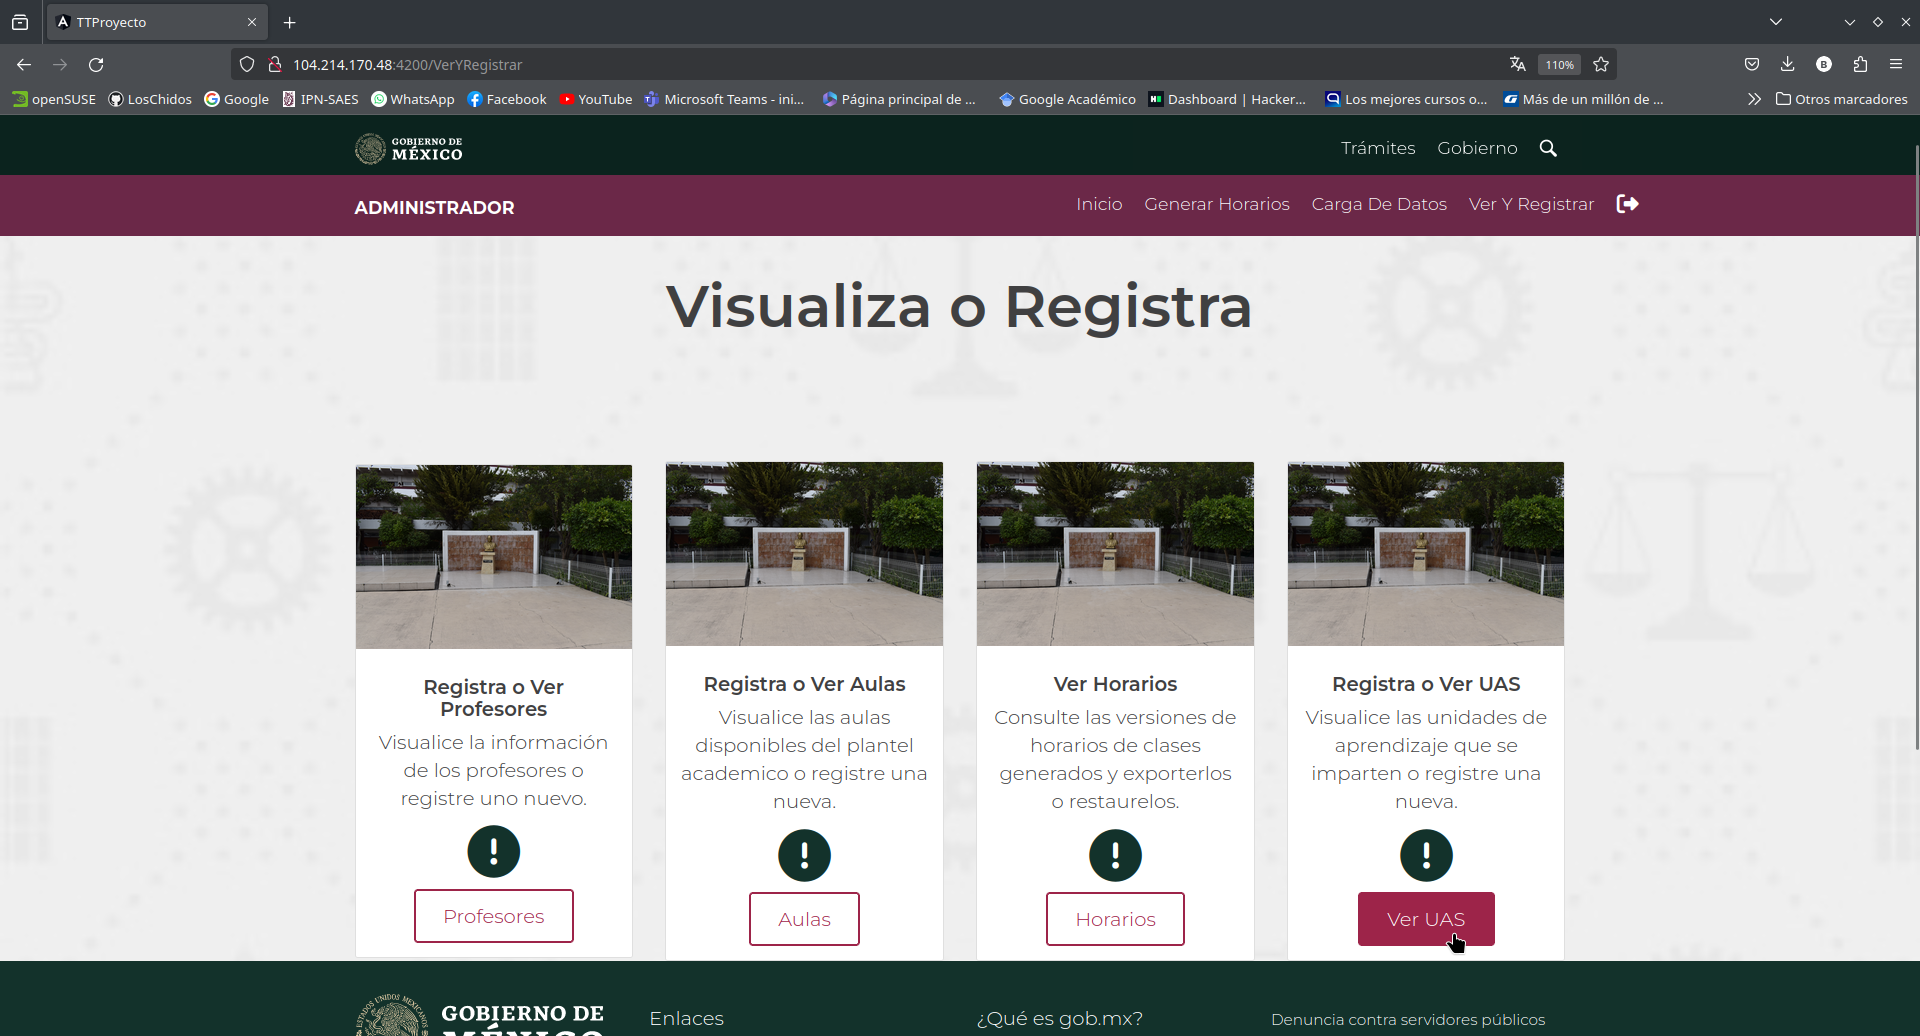 TTProyecto
104.214.170.48:4200/VerYRegistrar
110%
openSUSE
LosChidos
Google
IPN-SAES
WhatsApp
Facebook
YouTube
Microsoft Teams - ini...
Página principal de ...
Google Académico
Dashboard | Hacker...
Los mejores cursos o...
Más de un millón de ...
Otros marcadores
GOBIERNO DE
MÉXICO
Trámites
Gobierno
ADMINISTRADOR
Inicio
Generar Horarios
Carga De Datos
Ver Y Registrar
Visualiza o Registra
Registra o Ver
Profesores
Visualice la información
de los profesores o
registre uno nuevo.
Profesores
Registra o Ver Aulas
Visualice las aulas
disponibles del plantel
academico o registre una
nueva.
Aulas
Ver Horarios
Consulte las versiones de
horarios de clases
generados y exporterlos
o restaurelos.
Horarios
Registra o Ver UAS
Visualice las unidades de
aprendizaje que se
imparten o registre una
nueva.
Ver UAS
ESTADOS UNIDOS MEXICANOS
GOBIERNO DE
MÉXICO
Enlaces
¿Qué es gob.mx?
Denuncia contra servidores públicos